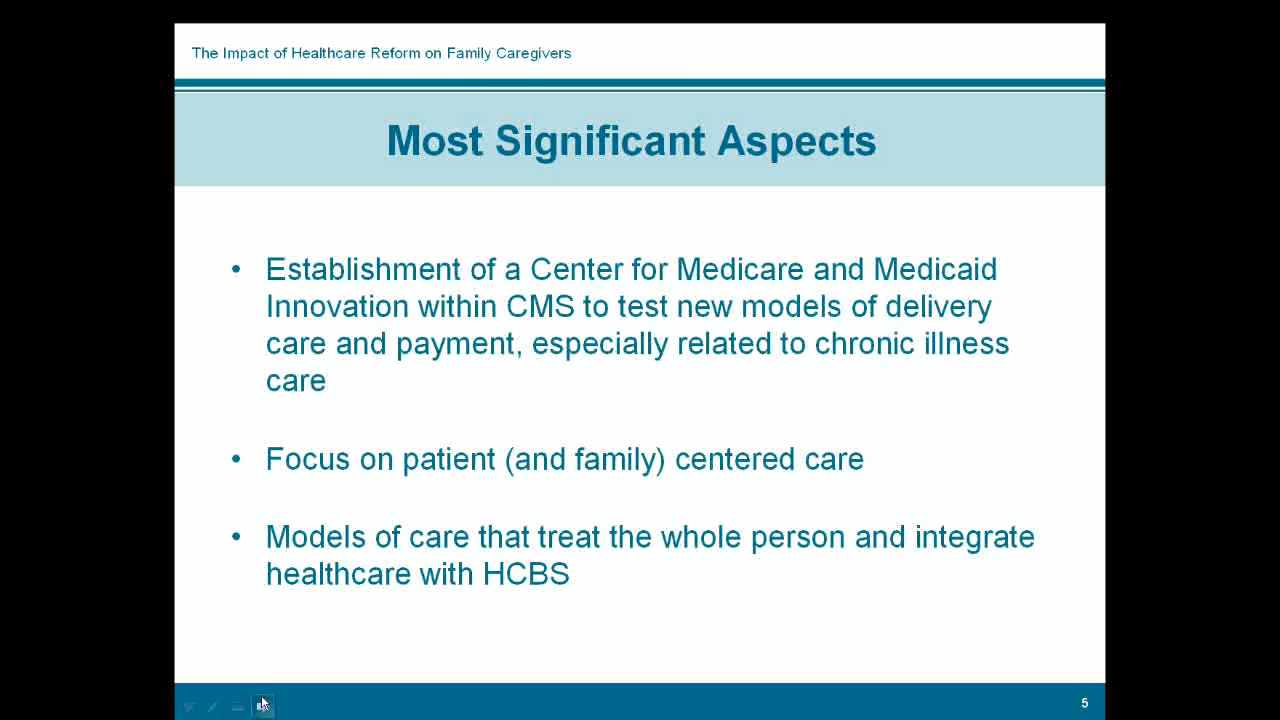 The Impact of Healthcare Reform on Family Caregivers
Most Significant Aspects
• Establishment of a Center for Medicare and Medicaid
Innovation within CMS to test new models of delivery
care and payment, especially related to chronic illness
care
• Focus on patient (and family) centered care
• Models of care that treat the whole person and integrate
healthcare with HCBS
5